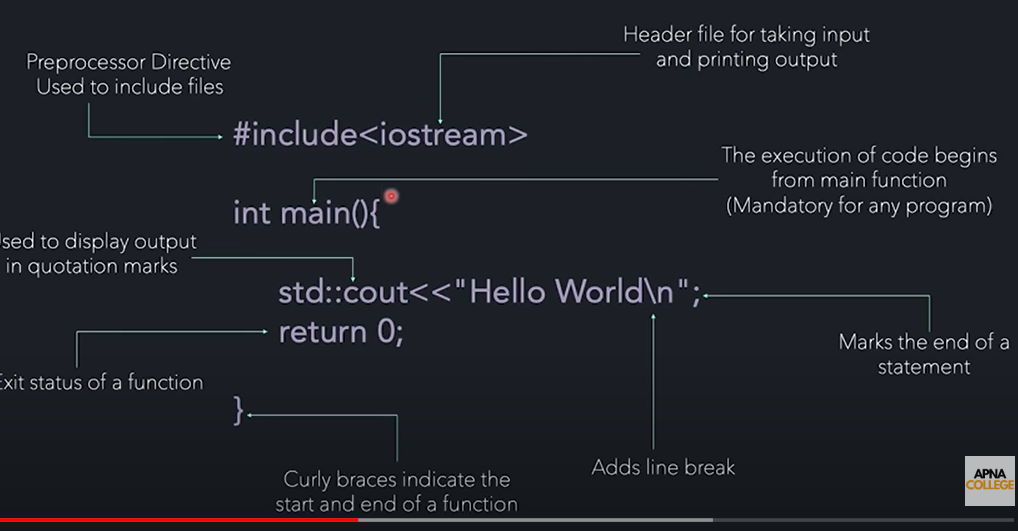 Header file for taking input
and printing output
Preprocessor Directive
Used to include files
#include<iostream>
The execution of code begins
from main function
(Mandatory for any program)
int main(){
sed to display output
in quotation marks
std::cout<<"Hello World\n";
return 0;
Marks the end of a
statement
Exit status of a function
}
Curly braces indicate the
start and end of a function
Adds line break
APNA
COLLEGE